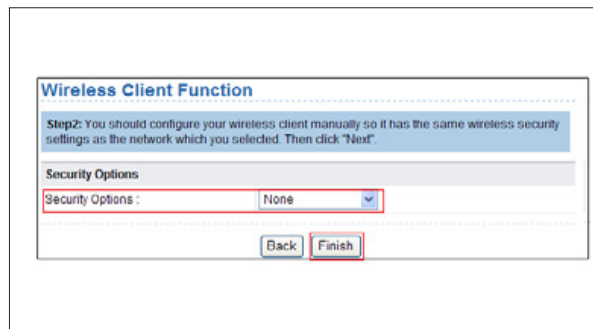 Wireless Client Function
Step2: You should configure your wireless client manually so it has the same wireless security
settings as the network which you selected. Then click "Next".
Security Options
Security Options : None
Back Finish